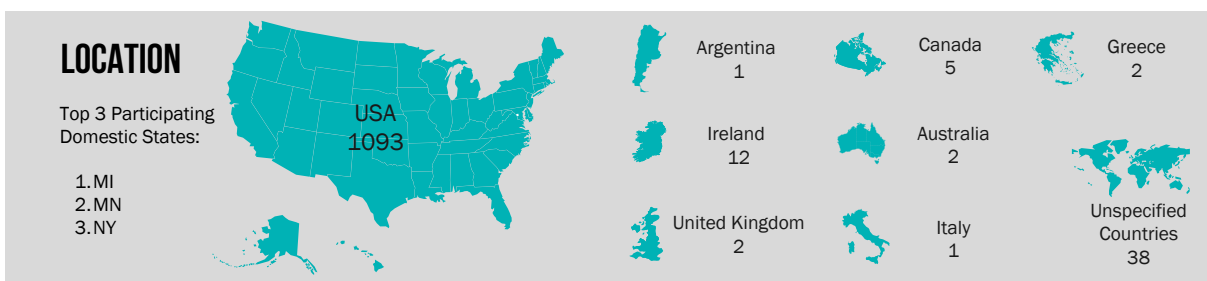 LOCATION
Top 3 Participating
Domestic States:
1. MI
2. MN
3. NY
USA
1093
Argentina
1
Canada
5
Greece
2
Ireland
12
Australia
2
United Kingdom
2
Italy
1
Unspecified
Countries
38